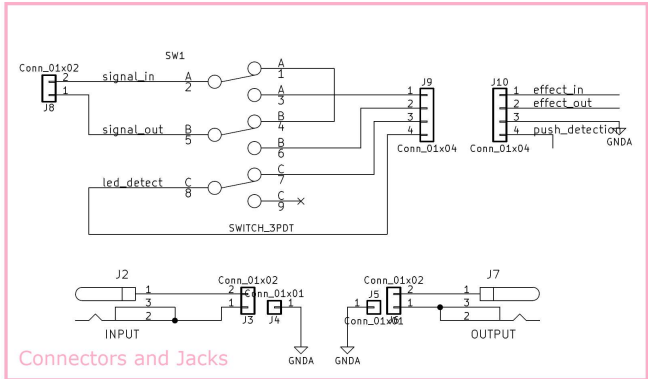 SW1
Conn_01x02
2
1
J8
signal_in
A
2
A
1
A
3
signal_out
B
5
B
4
B
6
led_detect
C
8
C
7
C
9
SWITCH_3PDT
J9
1
2
3
4
Conn_01x04
J10
1
2
3
4
Conn_01x04
effect_in
effect_out
push_detection
GNDA
J2
1
3
2
INPUT
Conn_01x02
2
1
J3
Conn_01x01
1
J4
GNDA
Conn_01x02
J5
1
Conn_01x01
2
1
J6
GNDA
J7
1
3
2
OUTPUT
Connectors and Jacks